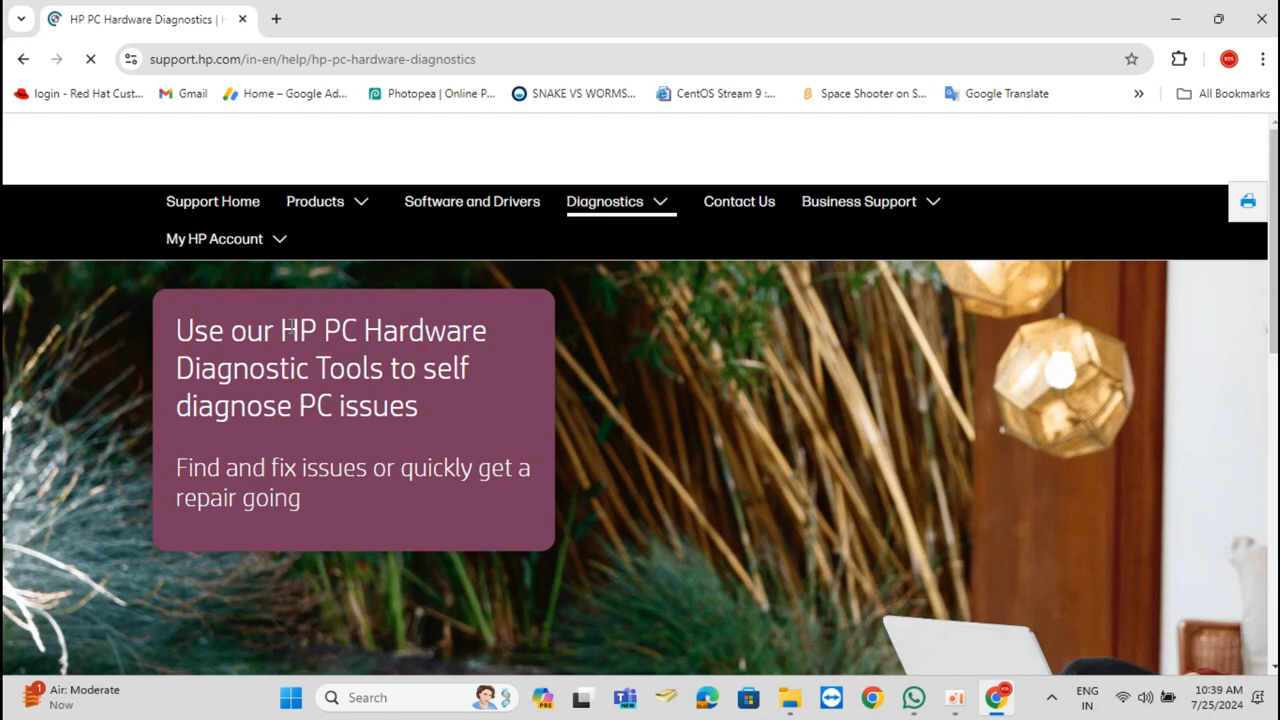 HP PC Hardware Diagnostics |
support.hp.com/in-en/help/hp-pc-hardware-diagnostics
login - Red Hat Cust... Gmail Home – Google Ad... Photopea | Online P... SNAKE VS WORMS... CentOS Stream 9 :... Space Shooter on S... Google Translate » All Bookmarks
Support Home Products Software and Drivers Diagnostics Contact Us Business Support
My HP Account
Use our HP PC Hardware
Diagnostic Tools to self
diagnose PC issues
Find and fix issues or quickly get a
repair going
1 Air: Moderate
Now
Search
PRE
NEW
ENG
IN
10:39 AM
7/25/2024